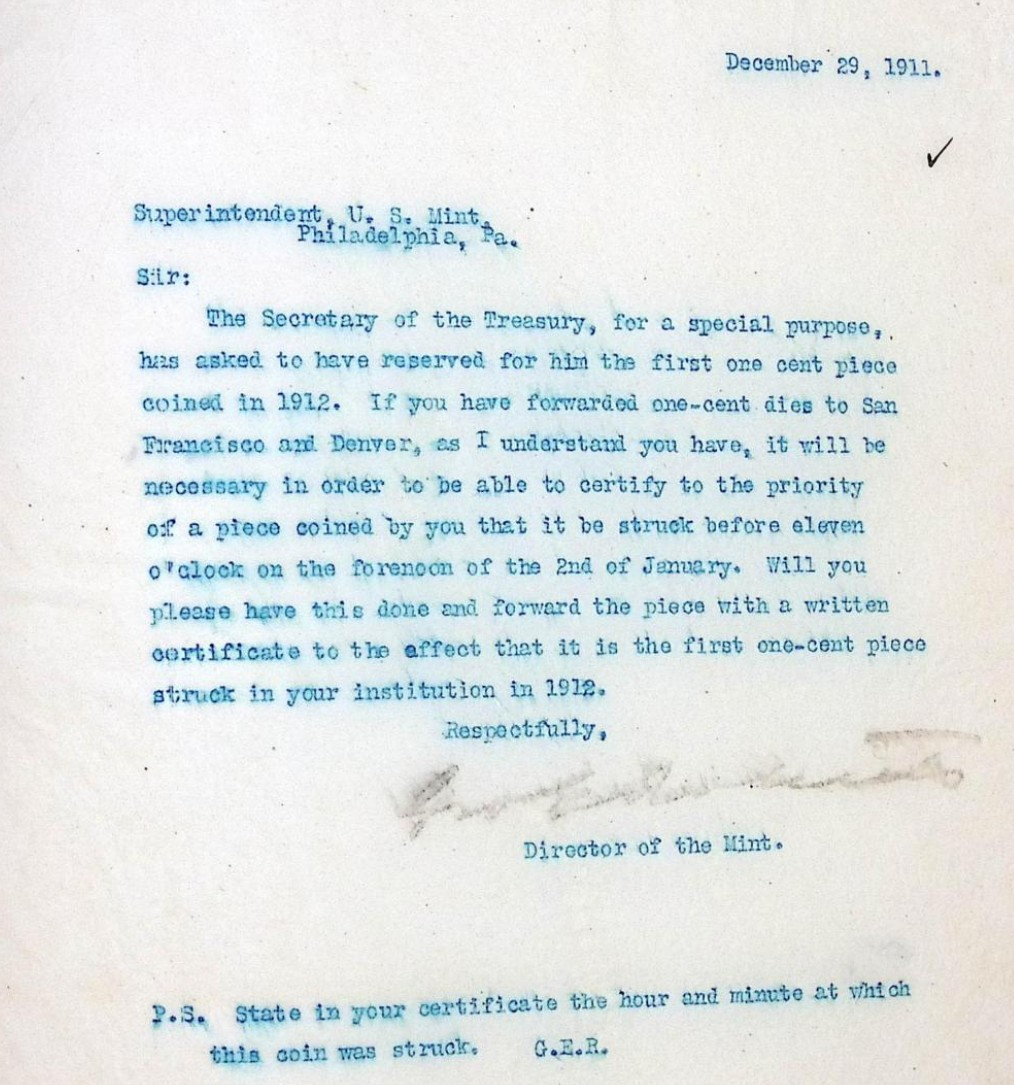 December 29, 1911.
Superintendent, U. S. Mint,
Philadelphia, Pa.
Sir:
The Secretary of the Treasury, for a special purpose,
has asked to have reserved for him the first one cent piece
coined in 1912. If you have forwarded one-cent dies to San
Francisco and Denver, as I understand you have, it will be
necessary in order to be able to certify to the priority
of a piece coined by you that it be struck before eleven
o'clock on the forenoon of the 2nd of January. Will you
please have this done and forward the piece with a written
certificate to the effect that it is the first one-cent piece
struck in your institution in 1912.
Respectfully,
Director of the Mint.
P.S. State in your certificate the hour and minute at which
this coin was struck. G.E.R.